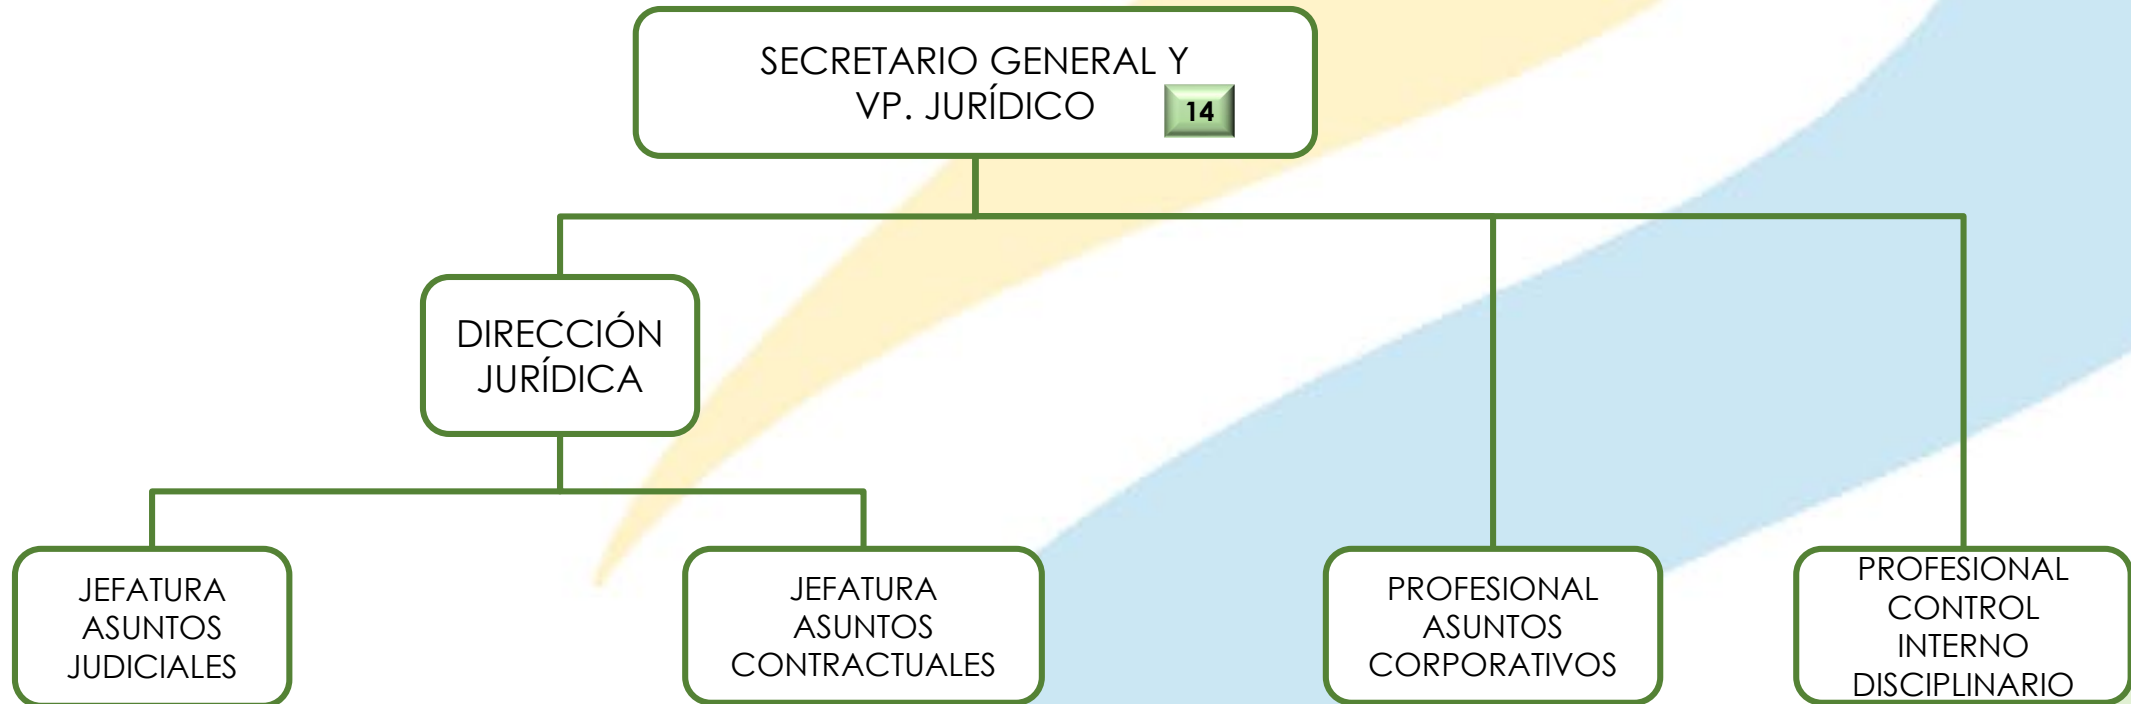 SECRETARIO GENERAL Y
VP. JURÍDICO
14
DIRECCIÓN
JURÍDICA
JEFATURA
ASUNTOS
JUDICIALES
JEFATURA
ASUNTOS
CONTRACTUALES
PROFESIONAL
ASUNTOS
CORPORATIVOS
PROFESIONAL
CONTROL
INTERNO
DISCIPLINARIO